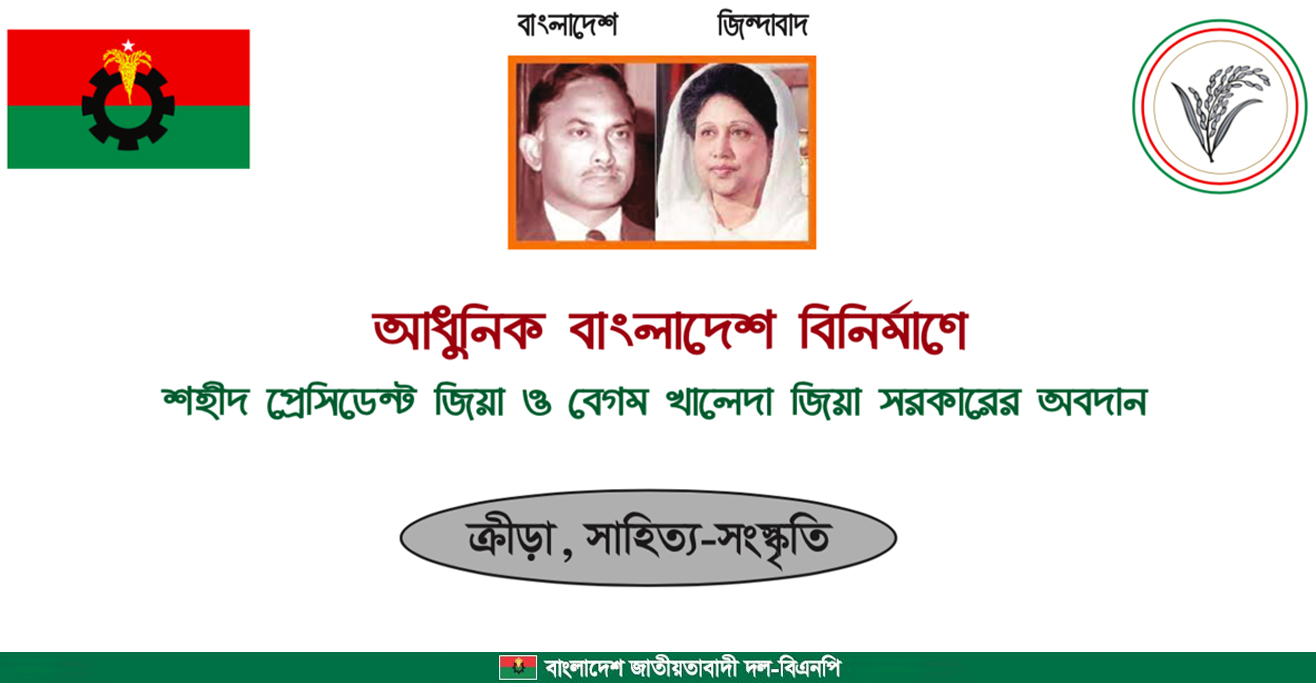 বাংলাদেশ জিন্দাবাদ
আধুনিক বাংলাদেশ বিনির্মাণে
শহীদ প্রেসিডেন্ট জিয়া ও বেগম খালেদা জিয়া সরকারের অবদান
ক্রীড়া, সাহিত্য-সংস্কৃতি
বাংলাদেশ জাতীয়তাবাদী দল-বিএনপি